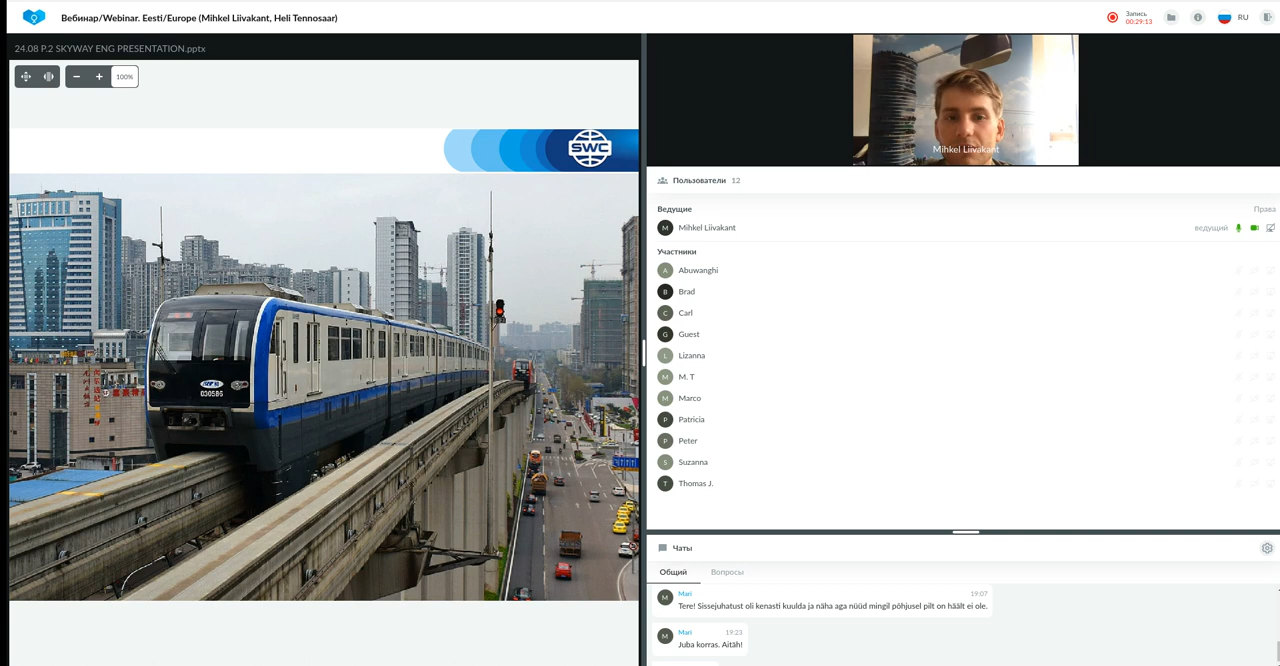 Вебинар/Webinar. Eesti/Europe (Mihkel Liivakant, Heli Tennosaar)
Запись
00:29:13
RU
24.08 P.2 SKYWAY ENG PRESENTATION.pptx
100%
SWC
030586
Mihkel Liivakant
Пользователи 12
Ведущие
Права
M Mihkel Liivakant
ведущий
Участники
A Abuwanghi
B Brad
C Carl
G Guest
L Lizanna
M M. T
M Marco
P Patricia
P Peter
S Suzanna
T Thomas J.
Чаты
Общий
Вопросы
M Mari 19:07
Tere! Sissejuhatust oli kenasti kuulda ja näha aga nüüd mingil põhjusel pilt on häält ei ole.
M Mari 19:23
Juba korras. Aitäh!